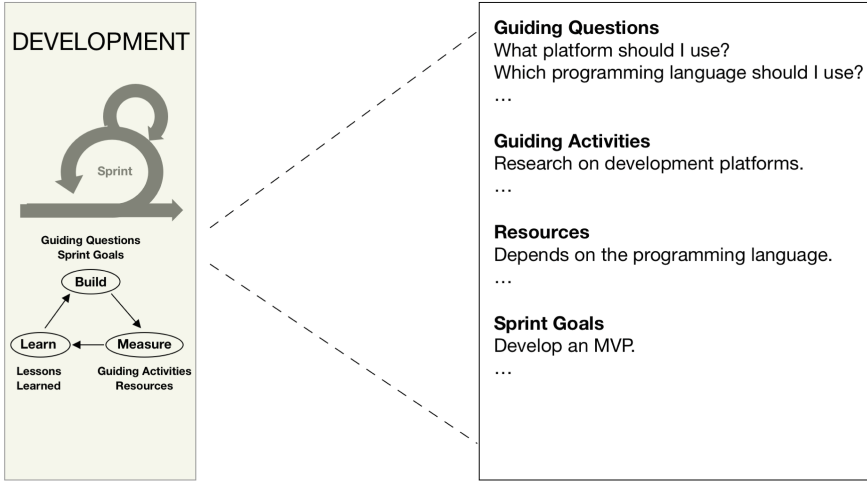 DEVELOPMENT
Sprint
Guiding Questions
Sprint Goals
Build
Learn
Measure
Lessons
Learned
Guiding Activities
Resources
Guiding Questions
What platform should I use?
Which programming language should I use?
…
Guiding Activities
Research on development platforms.
…
Resources
Depends on the programming language.
…
Sprint Goals
Develop an MVP.
…